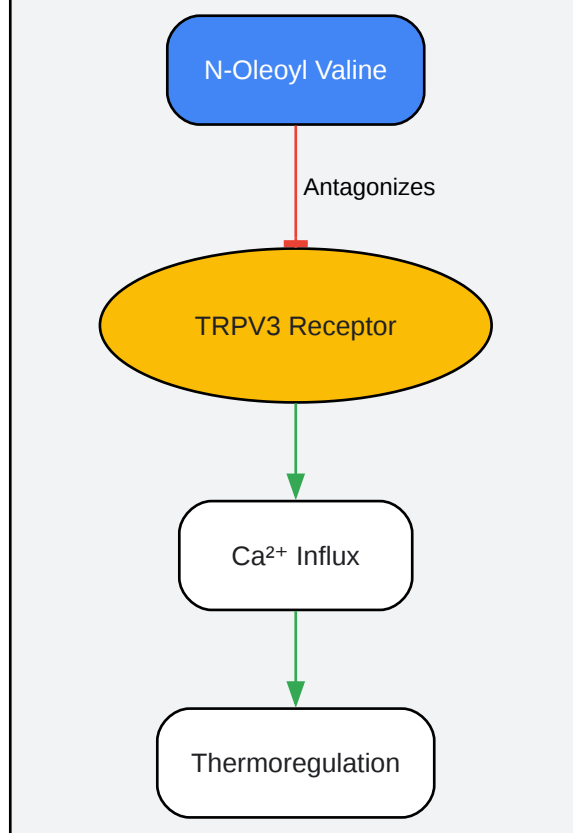 N-Oleoyl Valine
Antagonizes
TRPV3 Receptor
Ca²⁺ Influx
Thermoregulation